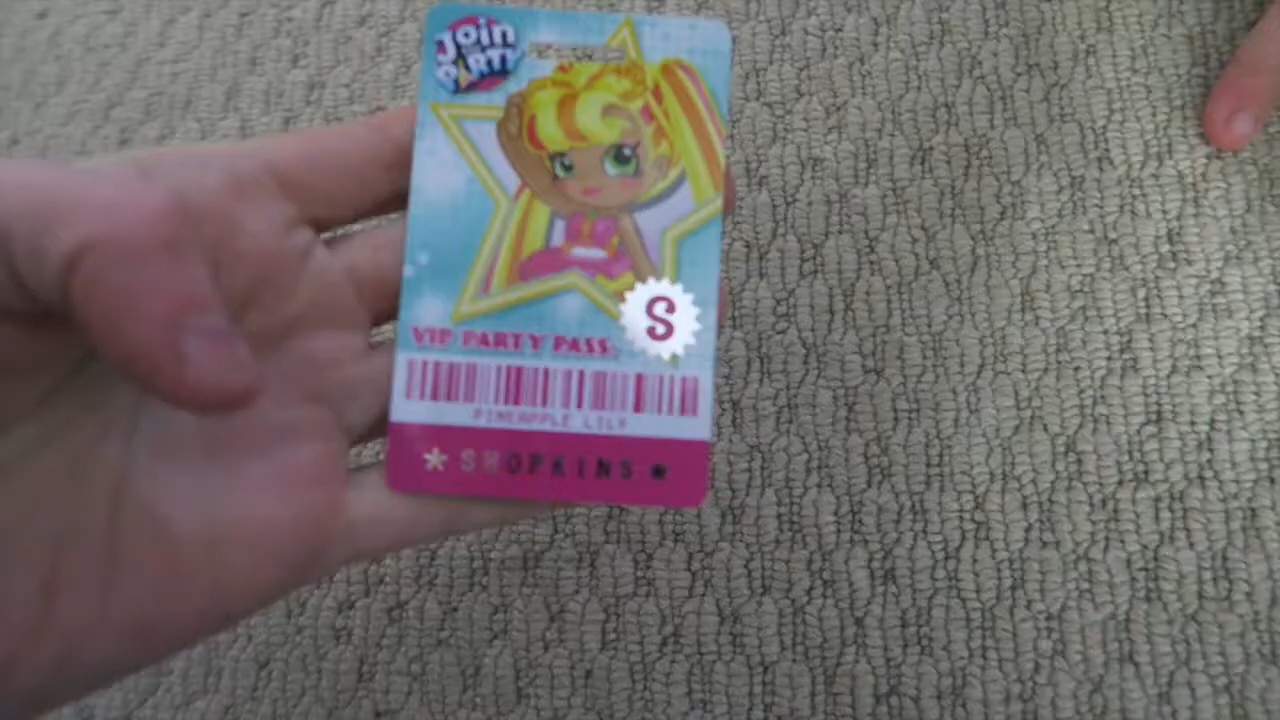 Join
THE
PARTY
S
VIP PARTY PASS
PINEAPPLE LILY
* SHOPKINS *